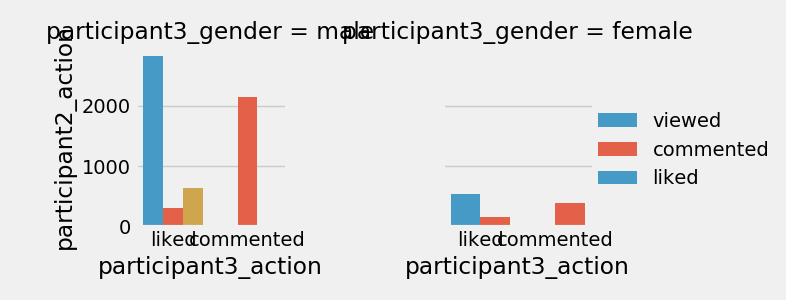 participant3_gender = male
participant3_gender = female
participant2_action
2000
1000
0
liked
commented
liked
commented
participant3_action
participant3_action
viewed
commented
liked